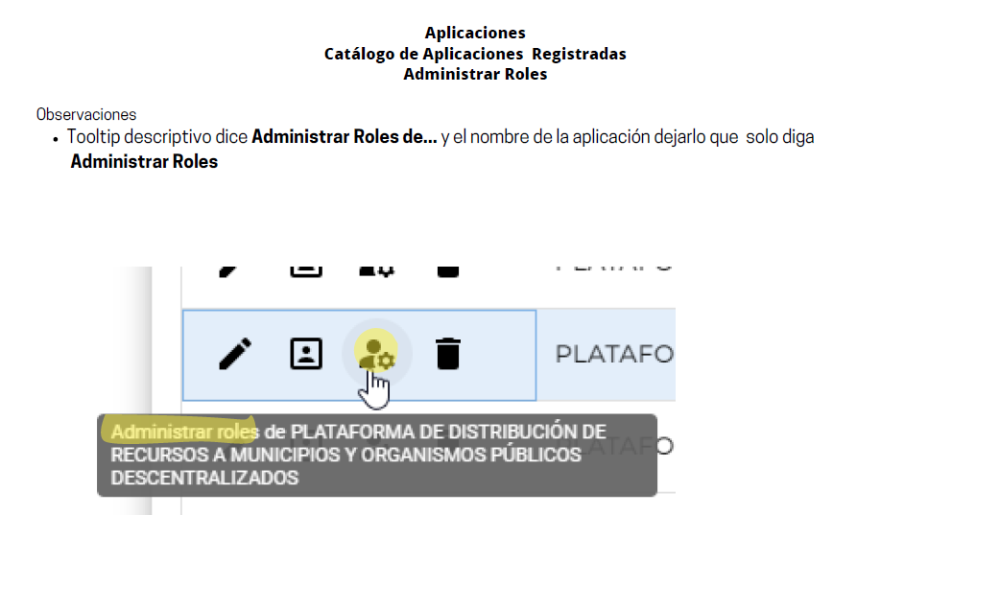 Aplicaciones
Catálogo de Aplicaciones Registradas
Administrar Roles
Observaciones
• Tooltip descriptivo dice Administrar Roles de... y el nombre de la aplicación dejarlo que solo diga
Administrar Roles
PLATAFO
Administrar roles de PLATAFORMA DE DISTRIBUCIÓN DE
RECURSOS A MUNICIPIOS Y ORGANISMOS PÚBLICOS
DESCENTRALIZADOS
PLATAFO